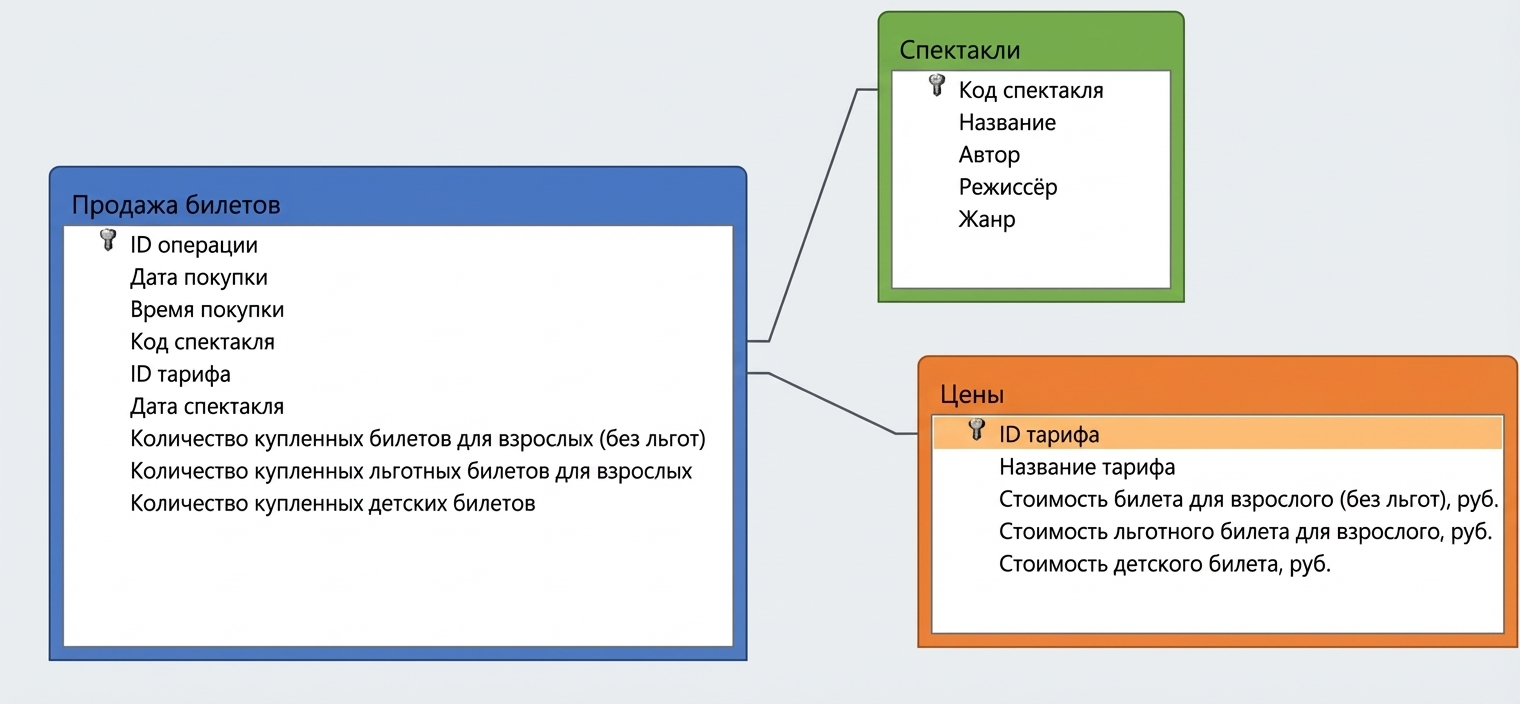 Продажа билетов
ID операции
Дата покупки
Время покупки
Код спектакля
ID тарифа
Дата спектакля
Количество купленных билетов для взрослых (без льгот)
Количество купленных льготных билетов для взрослых
Количество купленных детских билетов
Спектакли
Код спектакля
Название
Автор
Режиссёр
Жанр
Цены
ID тарифа
Название тарифа
Стоимость билета для взрослого (без льгот), руб.
Стоимость льготного билета для взрослого, руб.
Стоимость детского билета, руб.